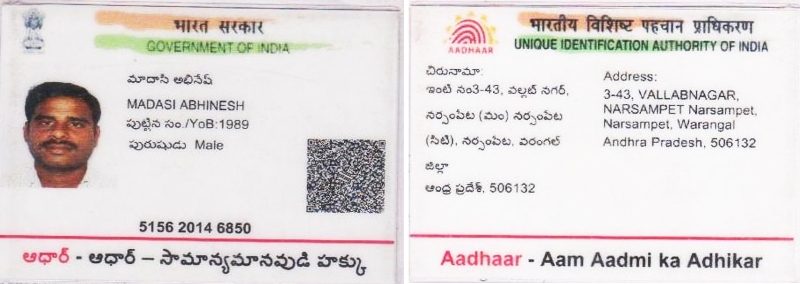 भारत सरकार
GOVERNMENT OF INDIA
మాదాసి అభినేష్
MADASI ABHINESH
పుట్టిన సం./YoB:1989
పురుషుడు Male
5156 2014 6850
ఆధార్ - ఆధార్ – సామాన్యమానవుడి హక్కు
भारतीय विशिष्ट पहचान प्राधिकरण
AADHAAR
UNIQUE IDENTIFICATION AUTHORITY OF INDIA
చిరునామా:
ఇంటి నం3-43, వల్లభ్ నగర్,
నర్సంపేట (మం) నర్సంపేట
(సిటి), నర్సంపేట, వరంగల్
జిల్లా
ఆంధ్ర ప్రదేశ్, 506132
Address:
3-43, VALLABNAGAR,
NARSAMPET Narsampet,
Narsampet, Warangal
Andhra Pradesh, 506132
Aadhaar - Aam Aadmi ka Adhikar